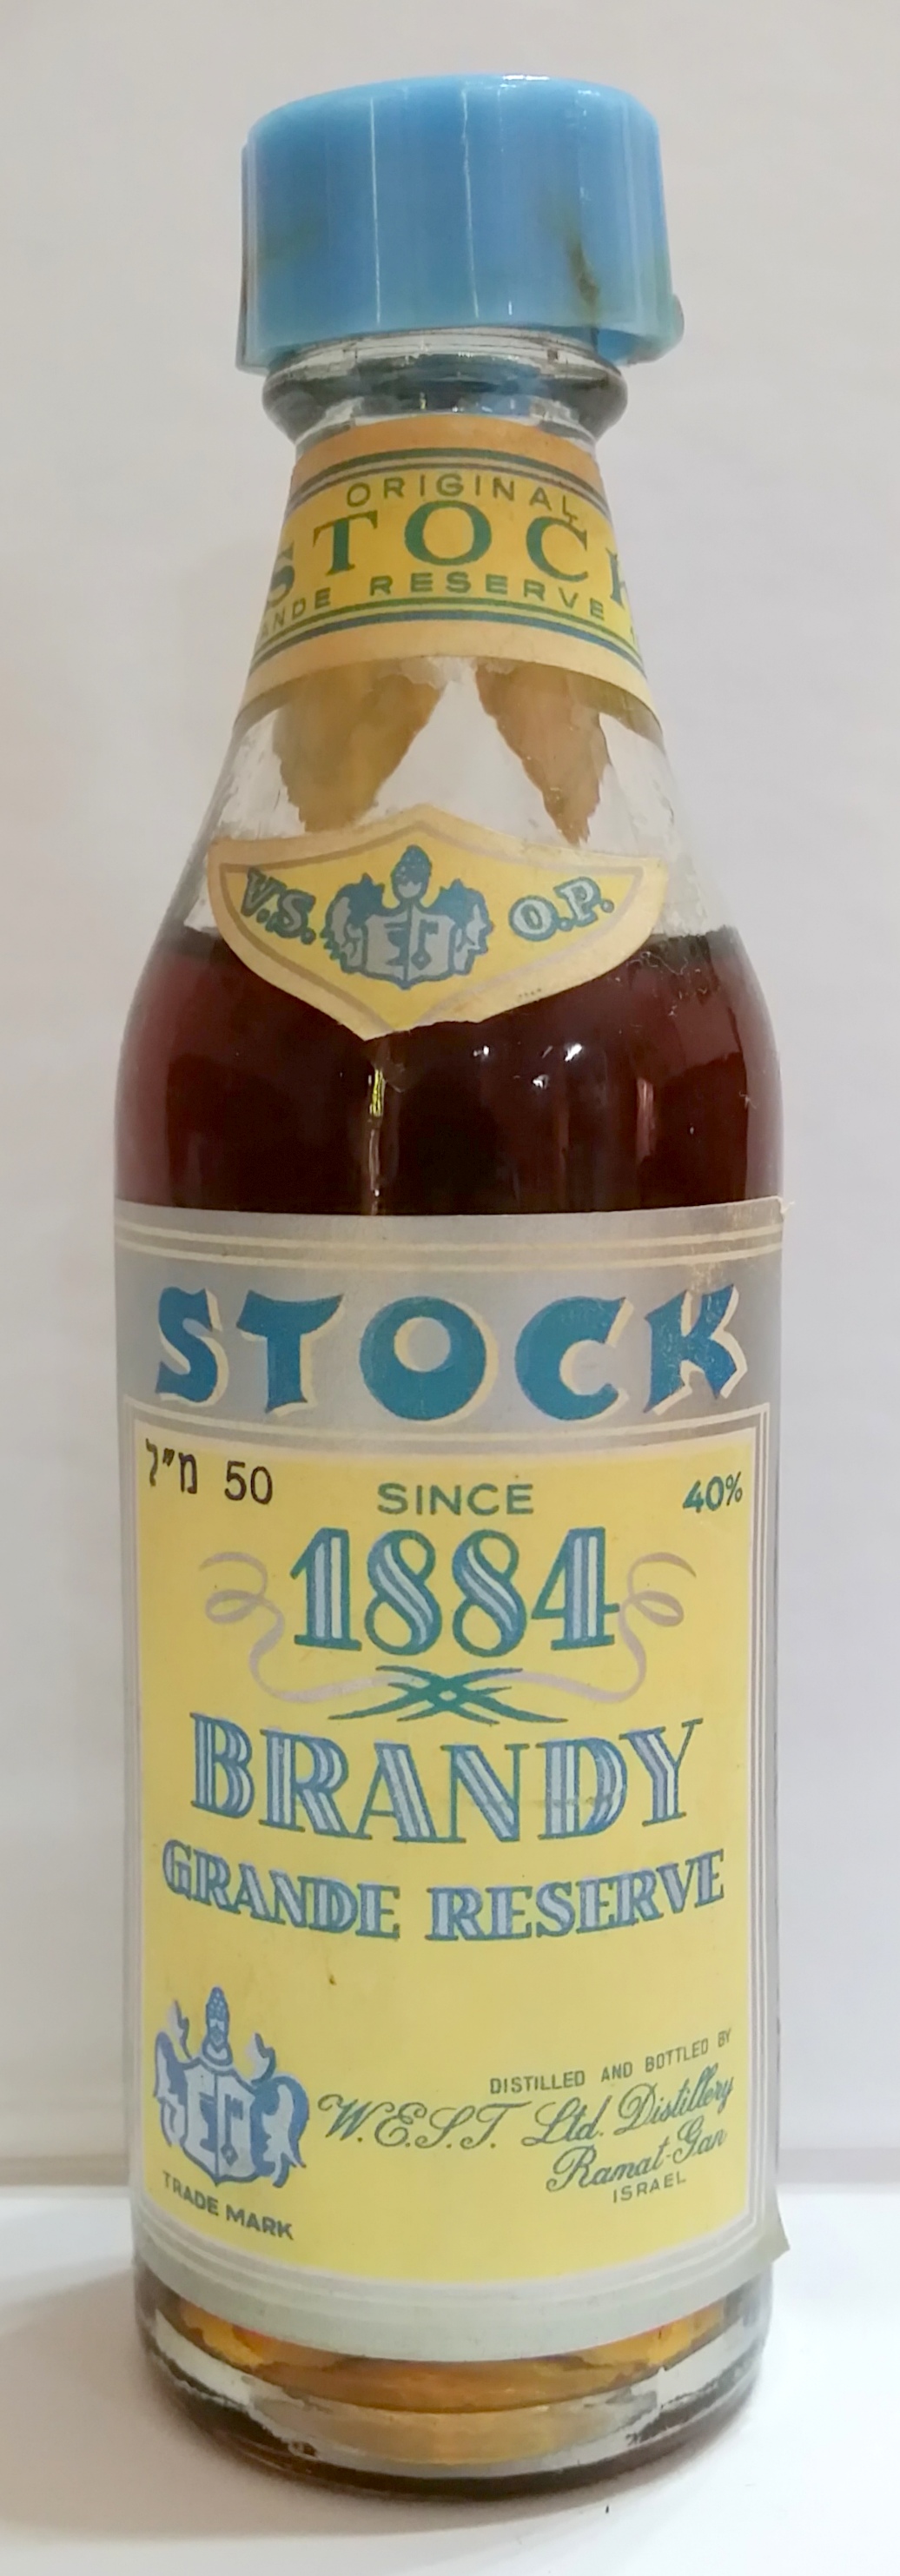 ORIGINAL
STOCK
RESERVE
V.S. O.P.
STOCK
50 מ"ל
40%
SINCE
1884
BRANDY
GRANDE RESERVE
DISTILLED AND BOTTLED BY
W.E.S.T. Ltd. Distillery
Ramat-Gan
ISRAEL
TRADE MARK